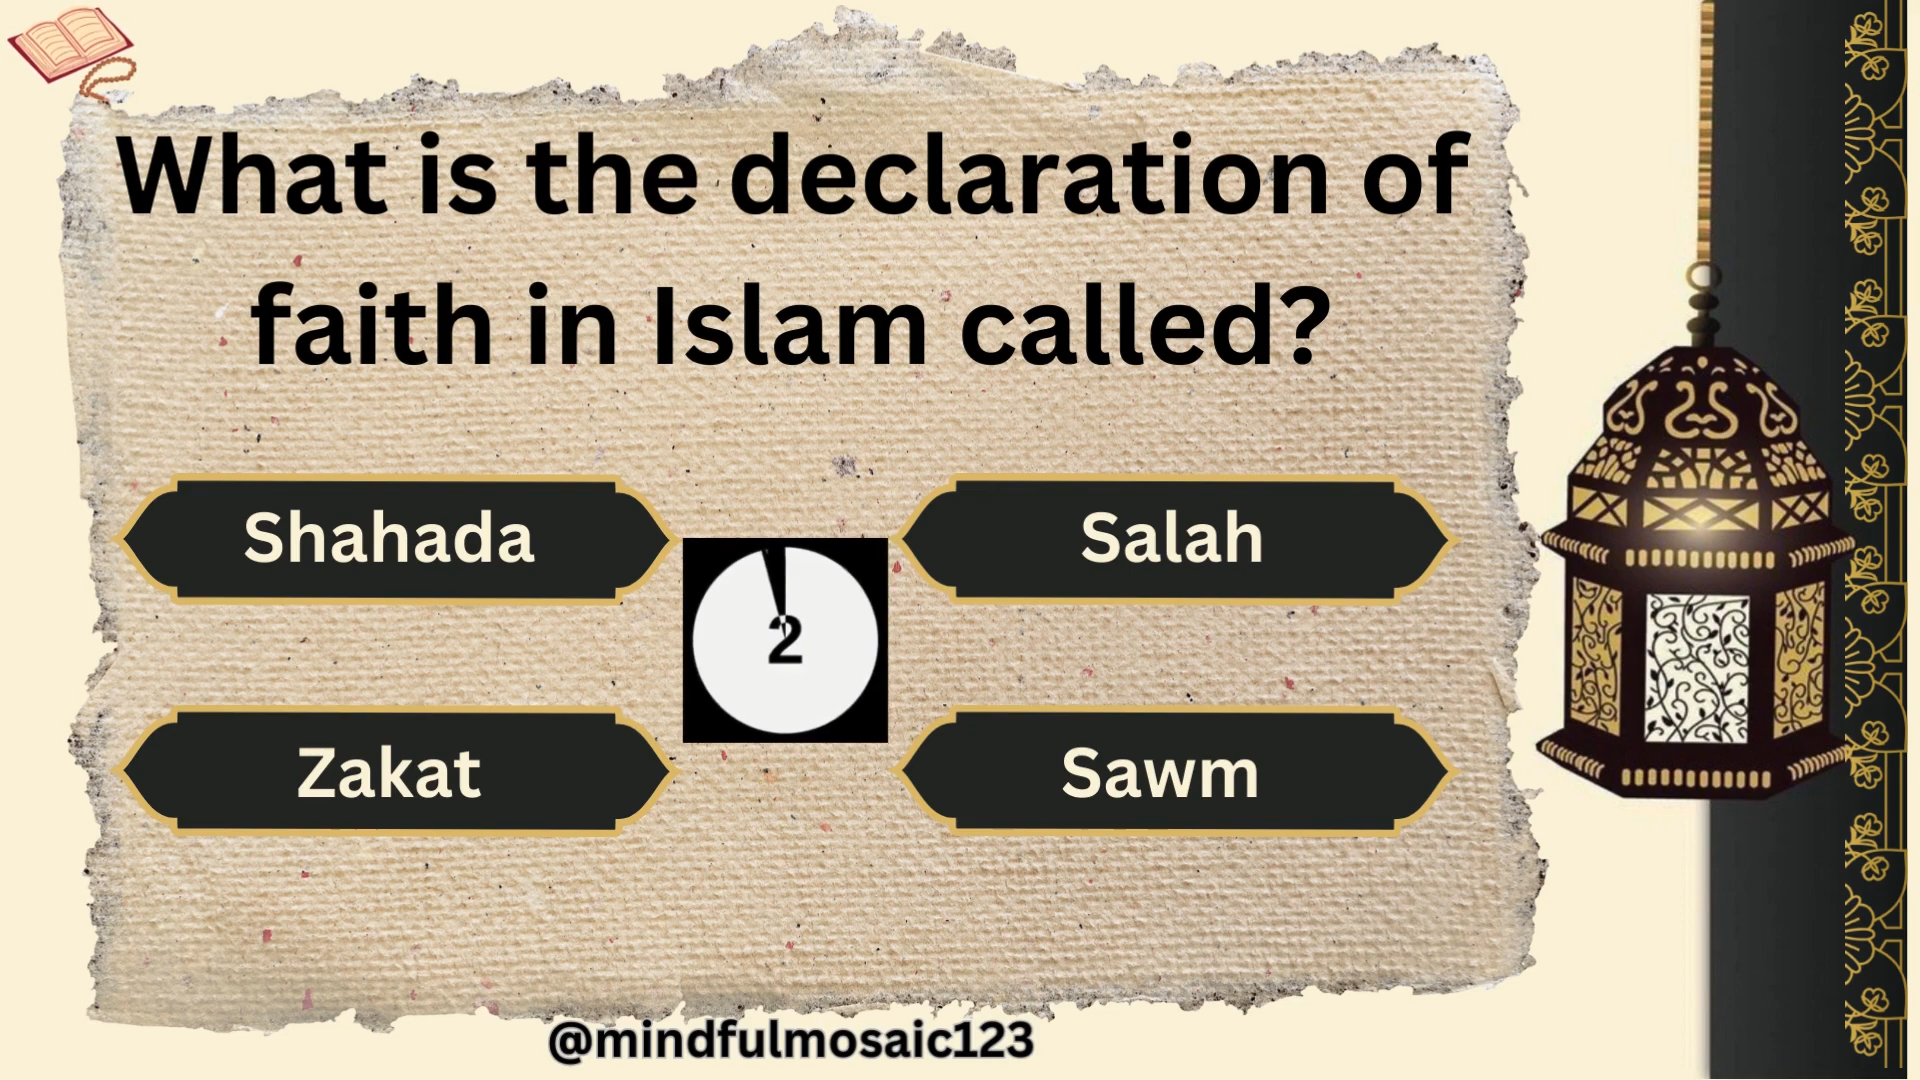 What is the declaration of
faith in Islam called?
Shahada
Salah
2
Zakat
Sawm
@mindfulmosaic123